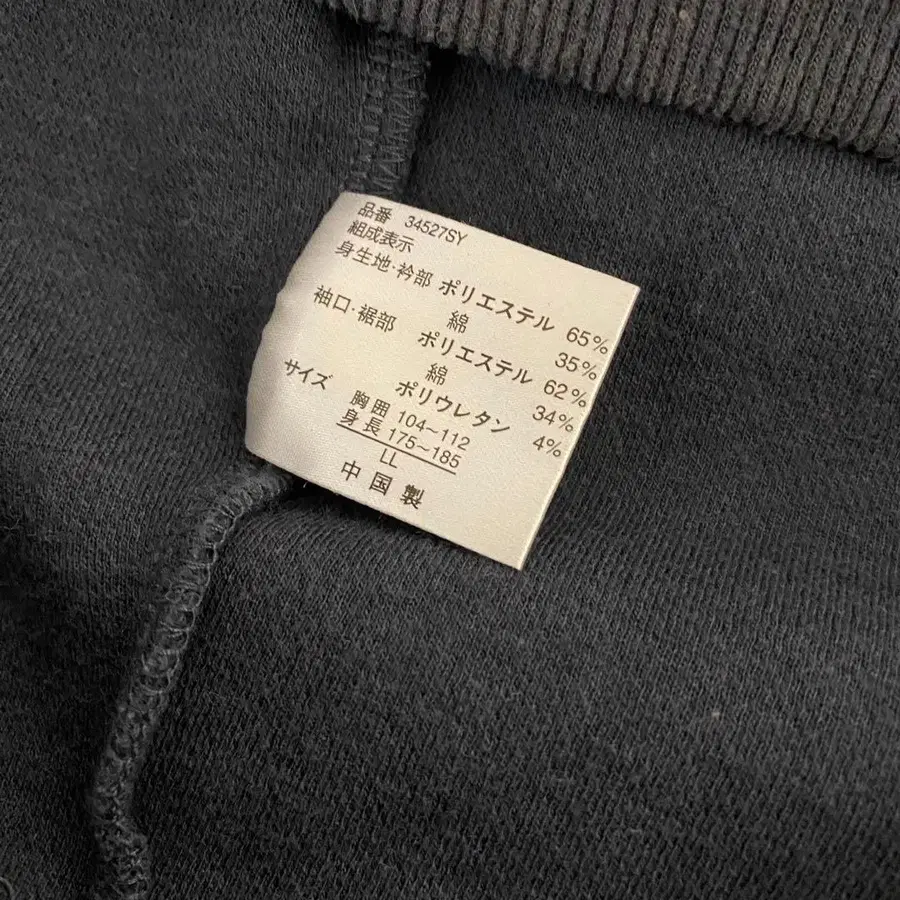 品番 34527SY
組成表示
身生地・衿部 ポリエステル 65%
綿 35%
袖口・裾部 ポリエステル 62%
綿 34%
ポリウレタン 4%
サイズ
胸囲 104~112
身長 175~185
LL
中国製